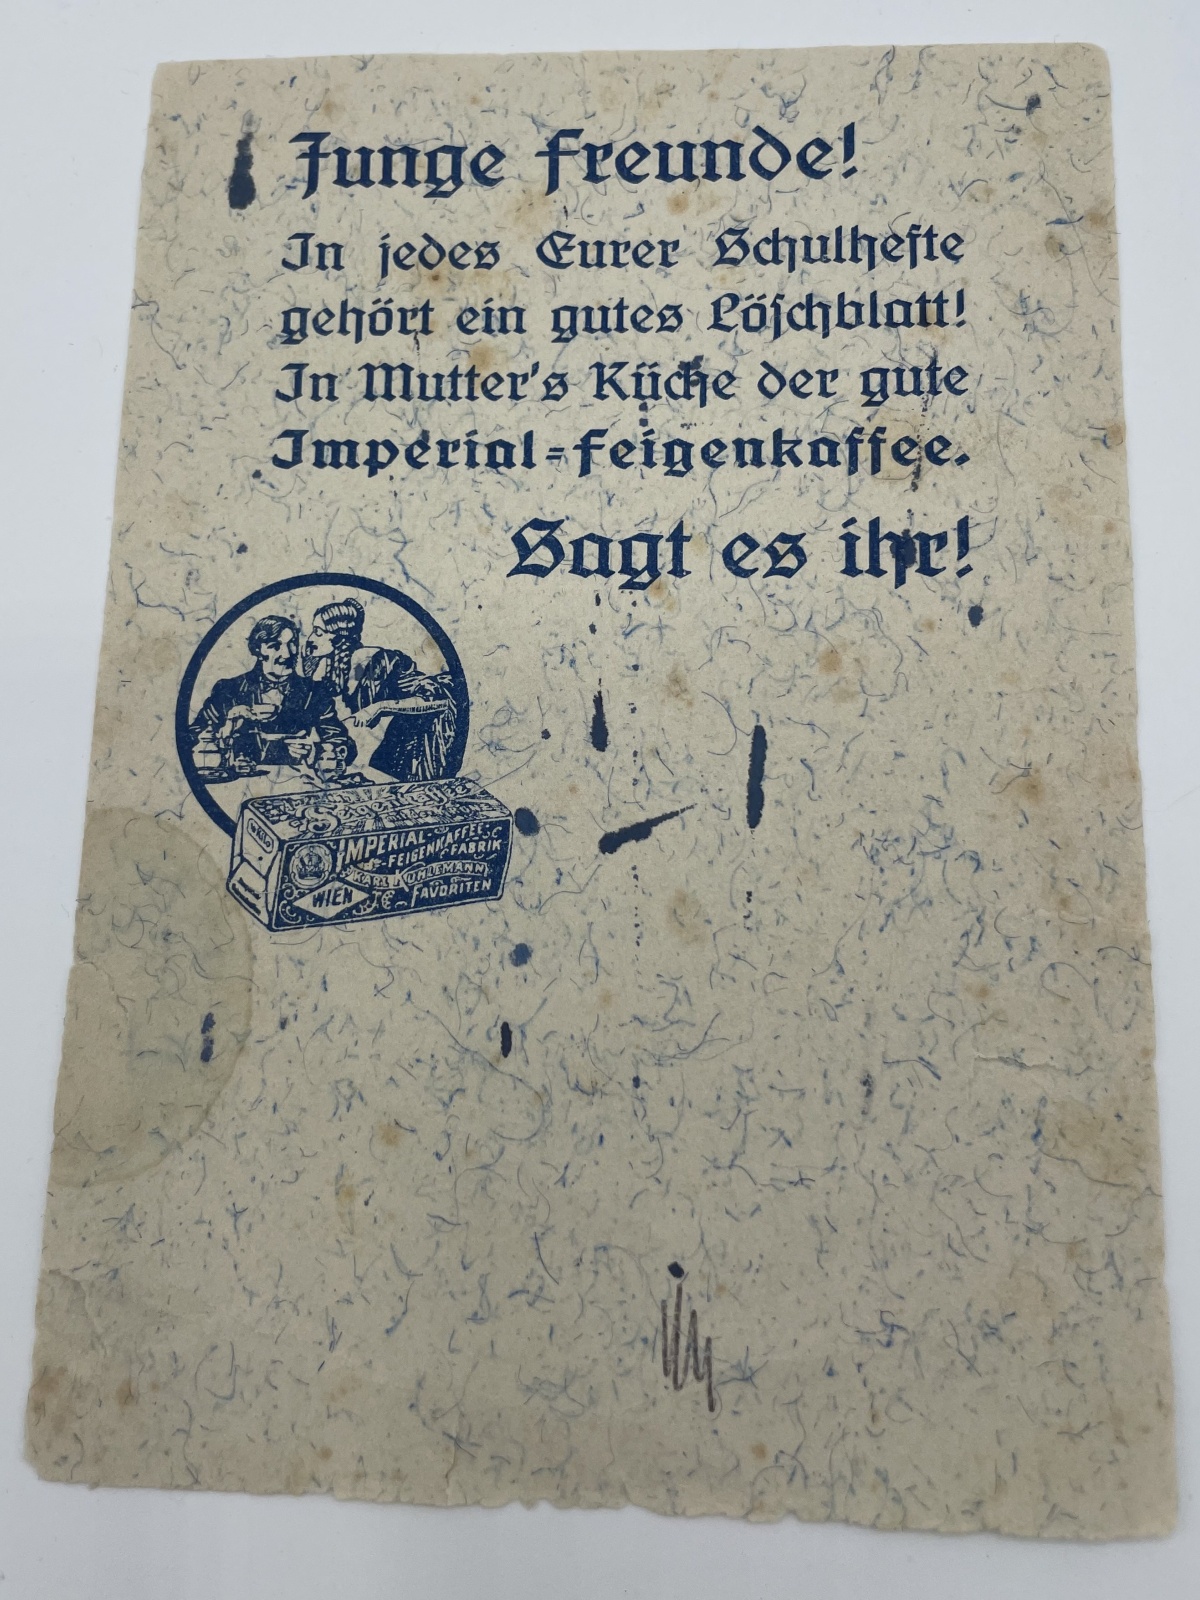 Junge Freunde!
In jedes Eurer Schulhefte
gehört ein gutes Löschblatt!
In Mutter's Küche der gute
Imperial=Feigenkaffee.
Sagt es ihr!
IMPERIAL-KAFFEE
FEIGENKAFFEE-FABRIK
KARL KUHLEMANN
WIEN FAVORITEN